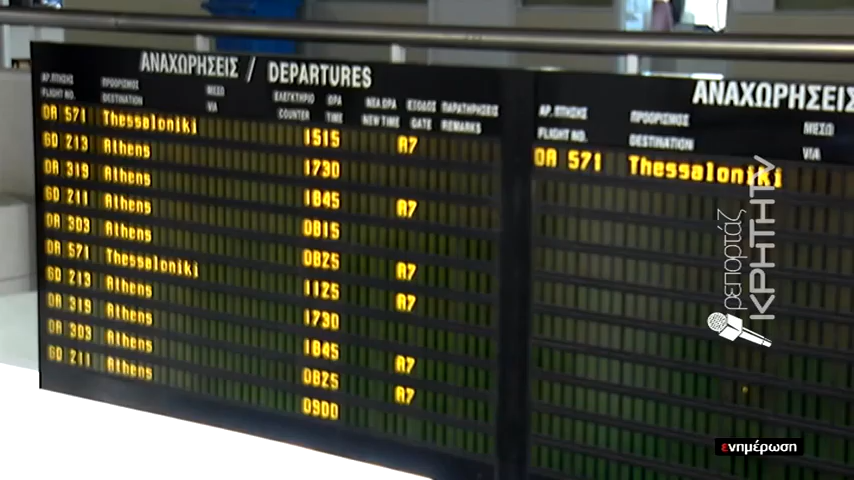 ΑΝΑΧΩΡΗΣΕΙΣ / DEPARTURES
ΑΡ.ΠΤΗΣΗΣ ΠΡΟΟΡΙΣΜΟΣ ΜΕΣΩ ΕΛΕΓΚΤΗΡΙΟ ΩΡΑ ΝΕΑ ΩΡΑ ΕΞΟΔΟΣ ΠΑΡΑΤΗΡΗΣΕΙΣ
FLIGHT NO. DESTINATION VIA COUNTER TIME NEW TIME GATE REMARKS
OA 571 Thessaloniki 1515 A7
GQ 213 Athens 1730
OA 319 Athens 1845 A7
GQ 211 Athens 0815
OA 303 Athens 0825 A7
OA 571 Thessaloniki 1125 A7
GQ 213 Athens 1730
OA 319 Athens 1845 A7
OA 303 Athens 0825 A7
GQ 211 Athens 0900
ΑΝΑΧΩΡΗΣΕΙΣ
ΑΡ.ΠΤΗΣΗΣ ΠΡΟΟΡΙΣΜΟΣ ΜΕΣΩ
FLIGHT NO. DESTINATION VIA
OA 571 Thessaloniki
ρεπορτάζ
ΚΡΗΤΗ TV
ενημέρωση